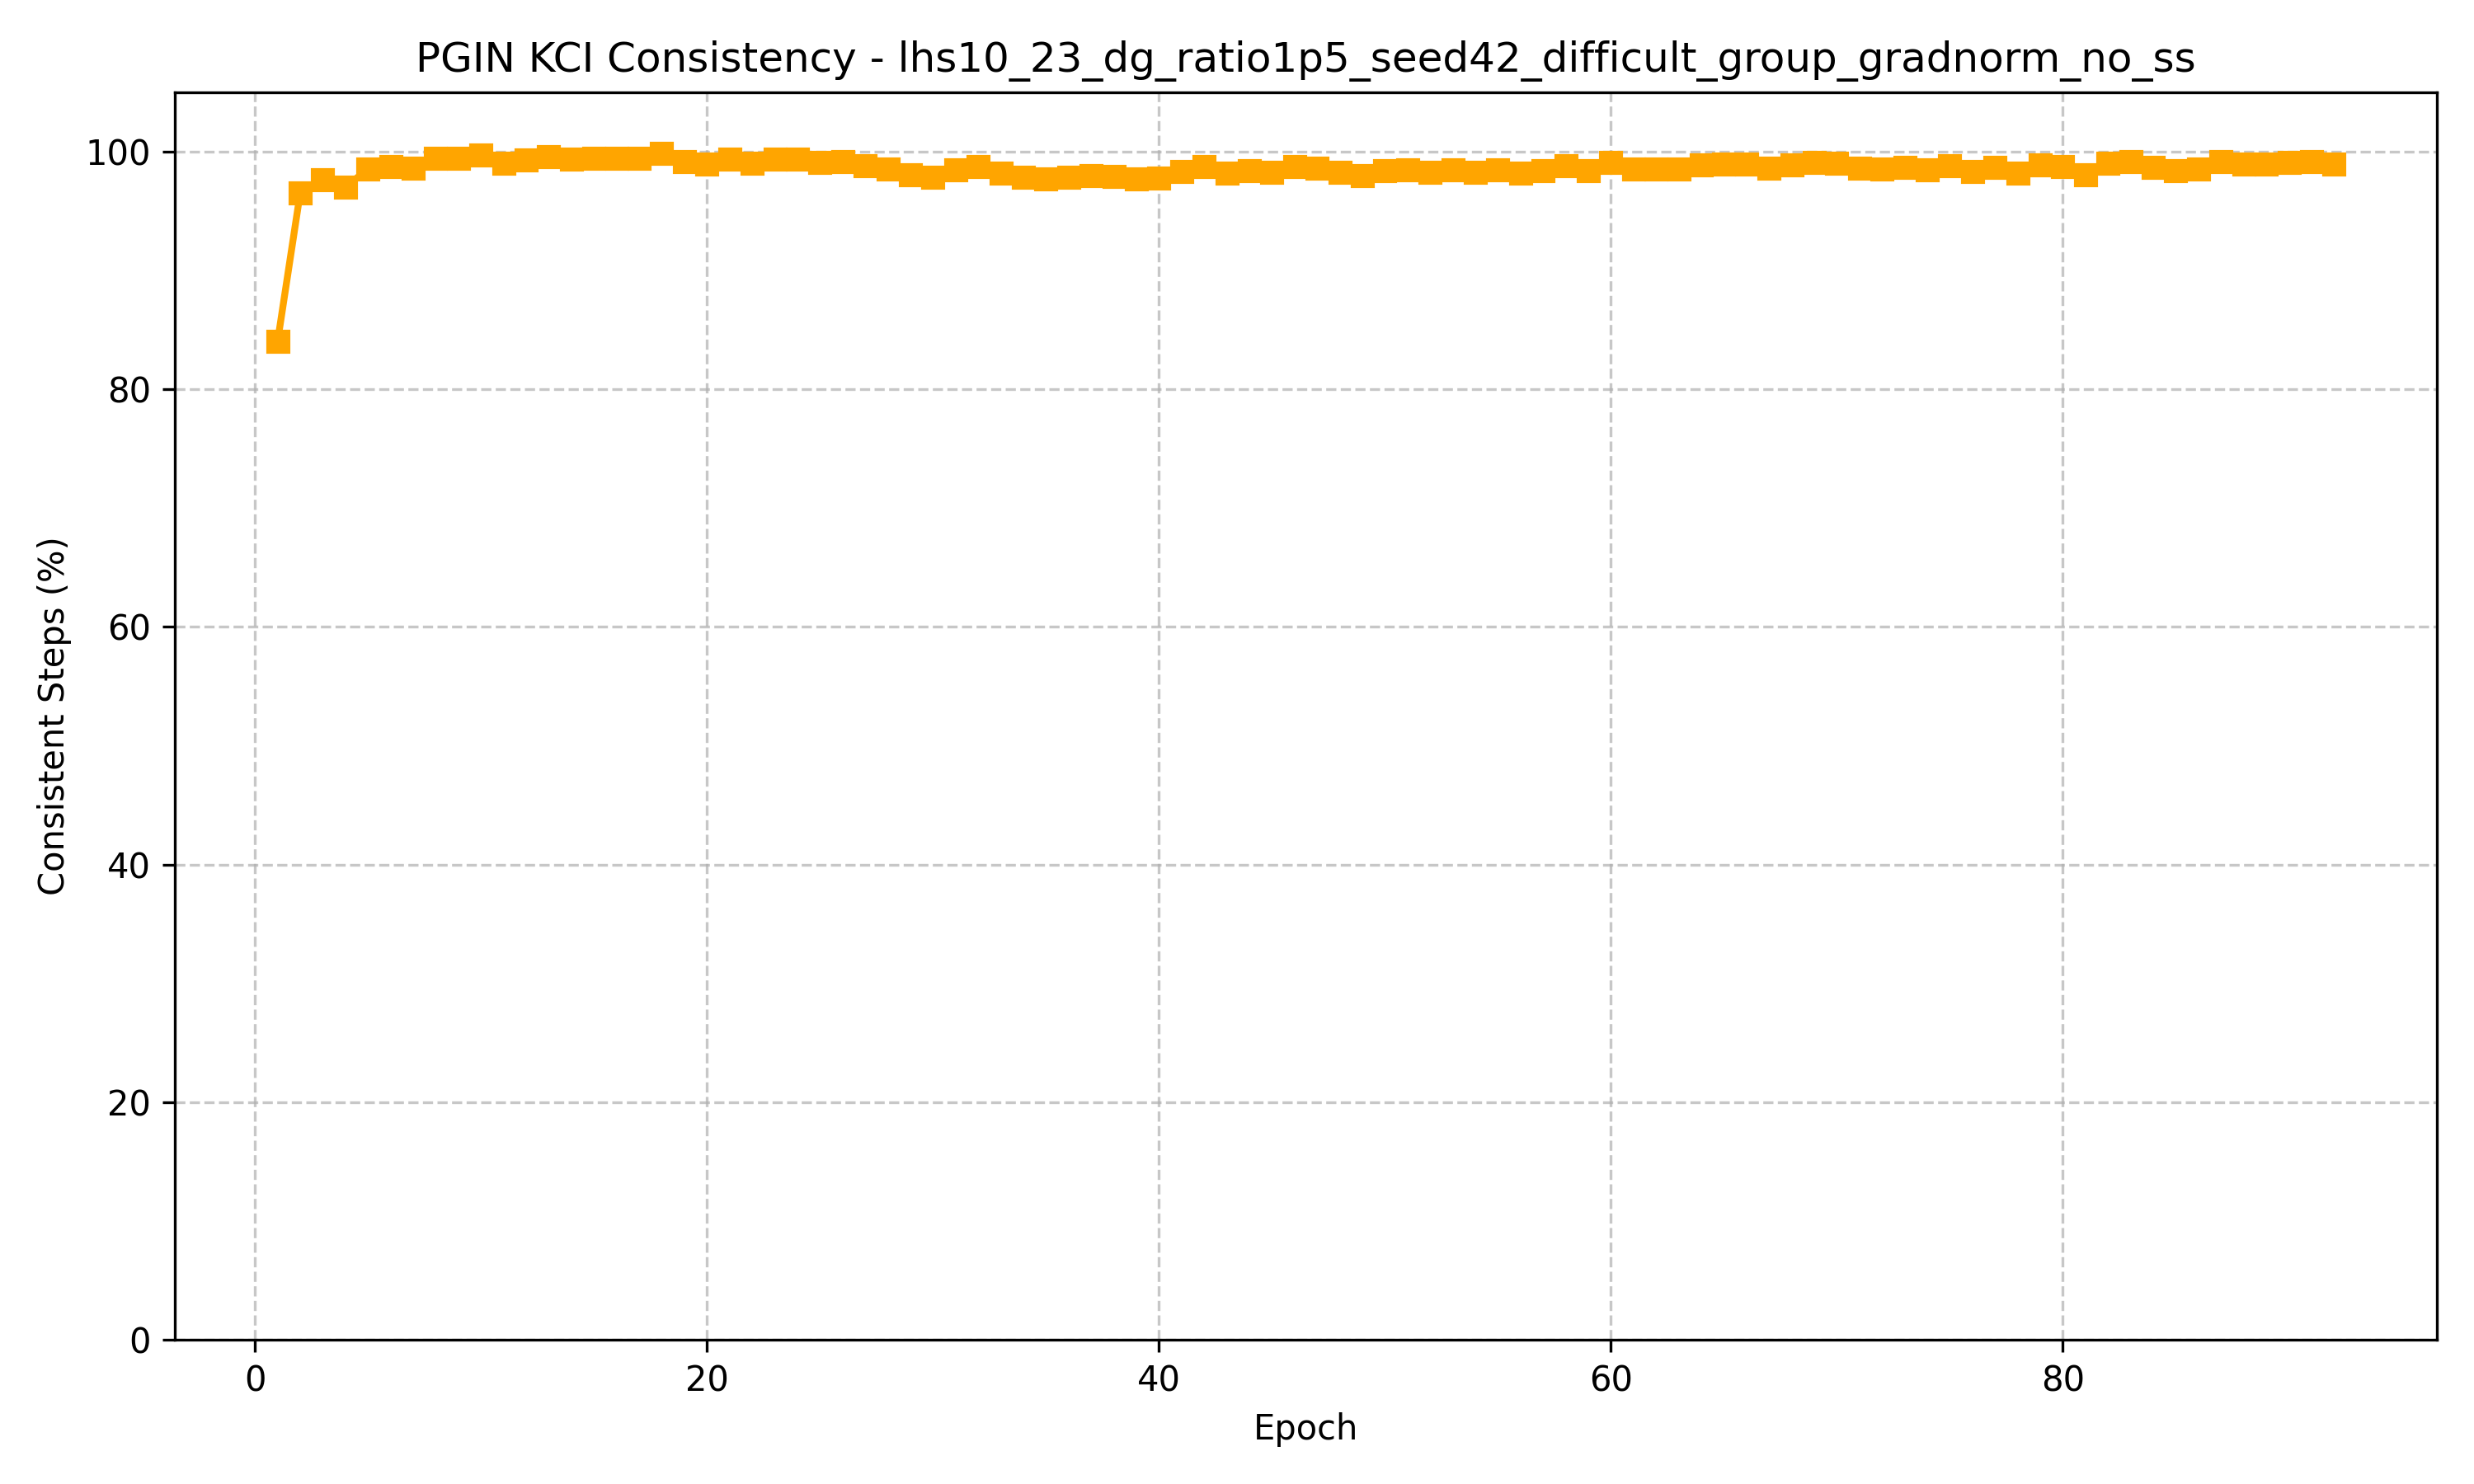 PGIN KCI Consistency - lhs10_23_dg_ratio1p5_seed42_difficult_group_gradnorm_no_ss
Consistent Steps (%)
100
80
60
40
20
0
0 20 40 60 80
Epoch